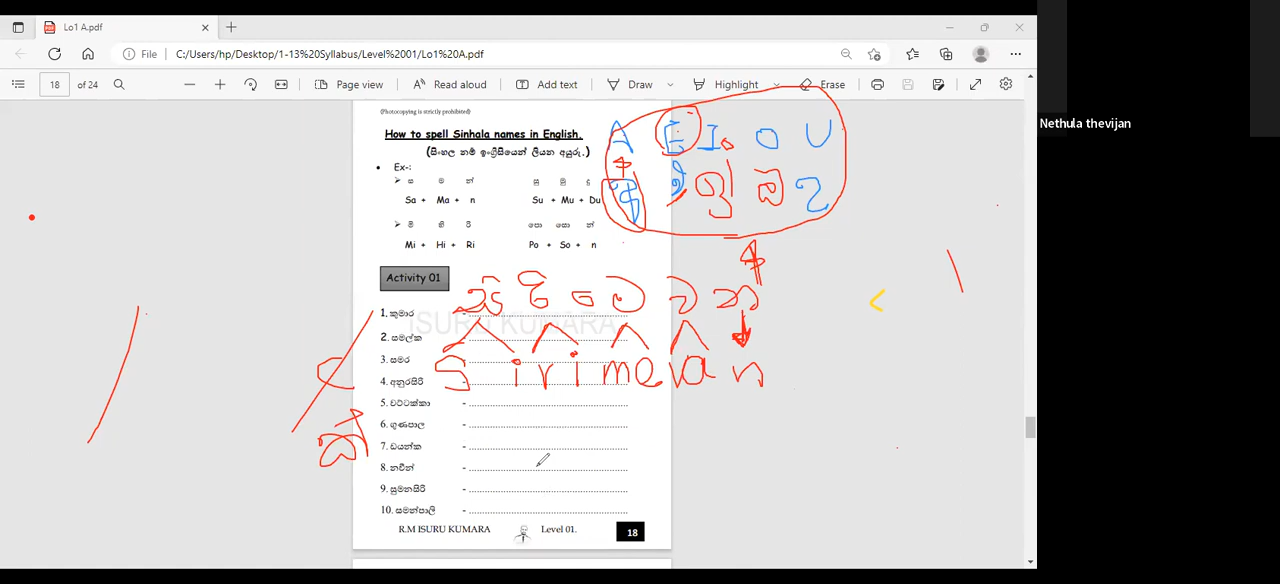 Lo1 A.pdf
File C:/Users/hp/Desktop/1-13%20Syllabus/Level%2001/Lo1%20A.pdf
18 of 24 Page view Read aloud Add text Draw Highlight Erase
(Photocopying is strictly prohibited)
How to spell Sinhala names in English.
(සිංහල නම් ඉංග්‍රීසියෙන් ලියන අයුරු.)
Ex-:
ස ම න් සු මු දු
Sa + Ma + n Su + Mu + Du
මි හි රි පො සො න්
Mi + Hi + Ri Po + So + n
A E I O U
Activity 01
1. කුමාර -
2. සමල්ක -
3. සමර -
4. අනුරසිරි -
5. චට්ටක්කා -
6. ගුණපාල -
7. ඩයන්ක -
8. නවීන් -
9. සුමනසිරි -
10. සමන්පාලි -
Sirimewan
ISURU KUMARA
R.M ISURU KUMARA Level 01. 18
Nethula thevijan